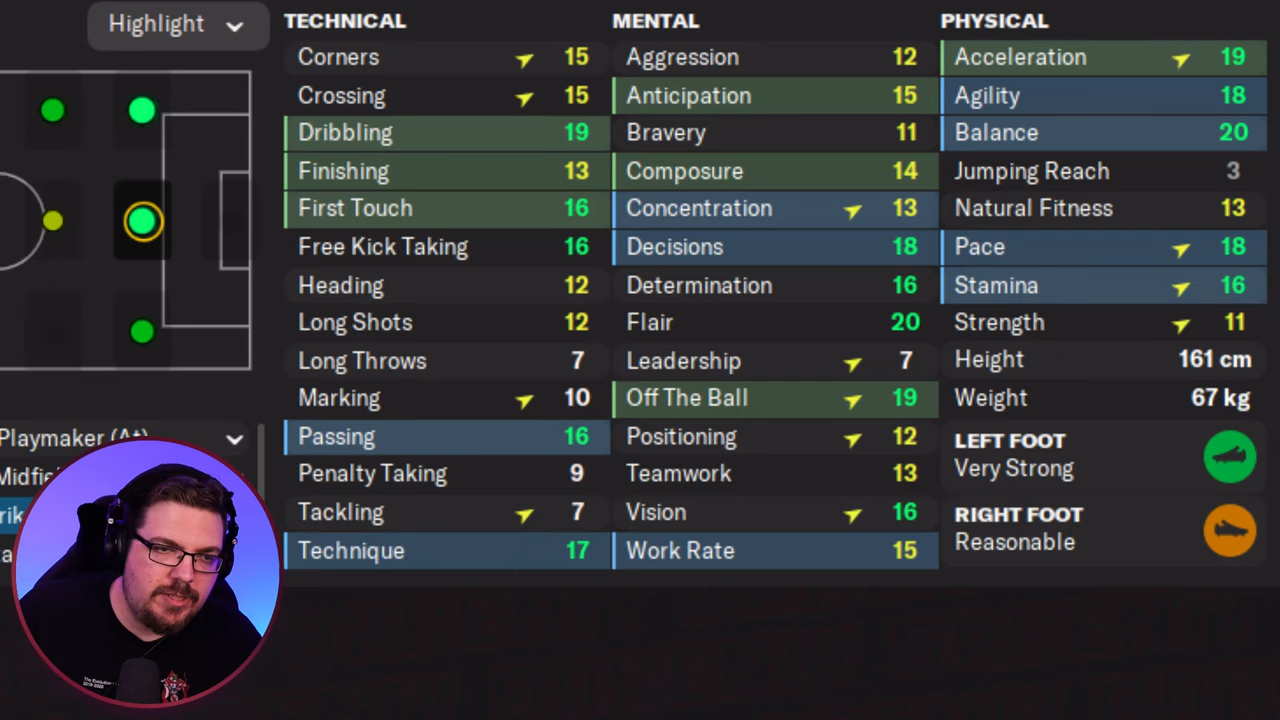 Highlight
TECHNICAL
Corners 15
Crossing 15
Dribbling 19
Finishing 13
First Touch 16
Free Kick Taking 16
Heading 12
Long Shots 12
Long Throws 7
Marking 10
Passing 16
Penalty Taking 9
Tackling 7
Technique 17
MENTAL
Aggression 12
Anticipation 15
Bravery 11
Composure 14
Concentration 13
Decisions 18
Determination 16
Flair 20
Leadership 7
Off The Ball 19
Positioning 12
Teamwork 13
Vision 16
Work Rate 15
PHYSICAL
Acceleration 19
Agility 18
Balance 20
Jumping Reach 3
Natural Fitness 13
Pace 18
Stamina 16
Strength 11
Height 161 cm
Weight 67 kg
LEFT FOOT
Very Strong
RIGHT FOOT
Reasonable
Playmaker (At)
Midfi
rik